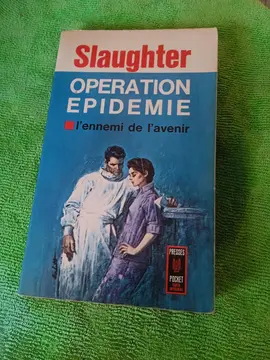 Slaughter
OPERATION
EPIDEMIE
l'ennemi de l'avenir
PRESSES
POCKET